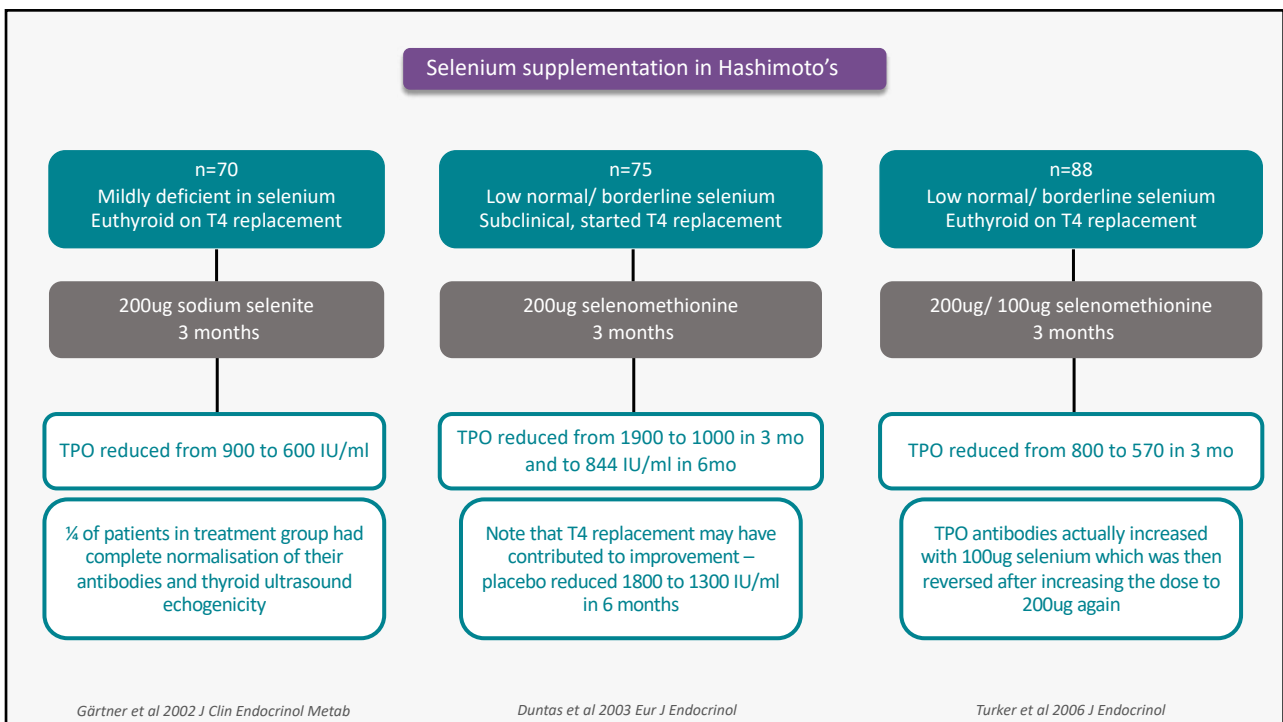 Selenium supplementation in Hashimoto's
n=70
Mildly deficient in selenium
Euthyroid on T4 replacement
200ug sodium selenite
3 months
TPO reduced from 900 to 600 IU/ml
¼ of patients in treatment group had
complete normalisation of their
antibodies and thyroid ultrasound
echogenicity
Gärtner et al 2002 J Clin Endocrinol Metab
n=75
Low normal/ borderline selenium
Subclinical, started T4 replacement
200ug selenomethionine
3 months
TPO reduced from 1900 to 1000 in 3 mo
and to 844 IU/ml in 6mo
Note that T4 replacement may have
contributed to improvement –
placebo reduced 1800 to 1300 IU/ml
in 6 months
Duntas et al 2003 Eur J Endocrinol
n=88
Low normal/ borderline selenium
Euthyroid on T4 replacement
200ug/ 100ug selenomethionine
3 months
TPO reduced from 800 to 570 in 3 mo
TPO antibodies actually increased
with 100ug selenium which was then
reversed after increasing the dose to
200ug again
Turker et al 2006 J Endocrinol